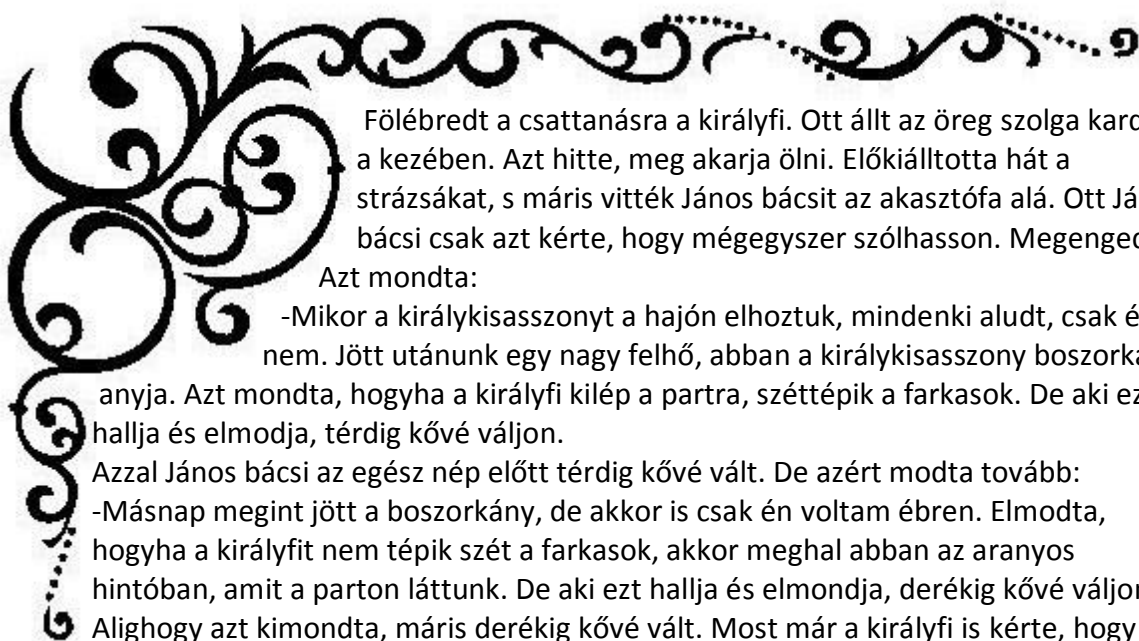 Fölébredt a csattanásra a királyfi. Ott állt az öreg szolga kard
a kezében. Azt hitte, meg akarja ölni. Előkiálltotta hát a
strázsákat, s máris vitték János bácsit az akasztófa alá. Ott
bácsi csak azt kérte, hogy mégegyszer szólhasson.
Azt mondta:
-Mikor a királykisasszonyt a hajón elhoztuk, mindenki aludt, csak
nem. Jött utánunk egy nagy felhő, abban a királykisasszony
anyja. Azt mondta, hogyha a királyfi kilép a partra, széttépik a farkasok. De aki
hallja és elmodja, térdig kővé váljon.
Azzal János bácsi az egész nép előtt térdig kővé vált. De azért modta tovább:
-Másnap megint jött a boszorkány, de akkor is csak én voltam ébren. Elmodta,
hogyha a királyfit nem tépik szét a farkasok, akkor meghal abban az aranyos
hintóban, amit a parton láttunk. De aki ezt hallja és elmondja, derékig kővé
Alighogy azt kimondta, máris derékig kővé vált. Most már a királyfi is kérte, hogy